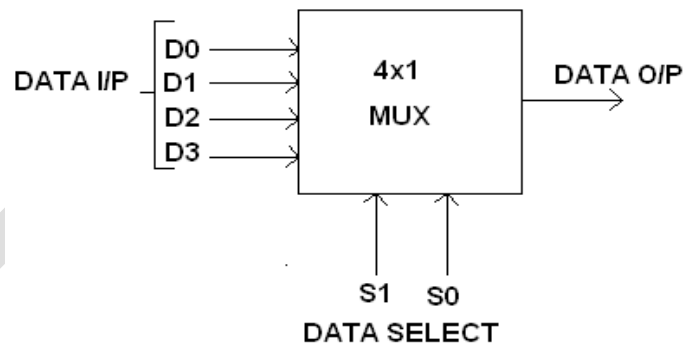 D0
DATA I/P
D1
D2
D3
4x1
MUX
DATA O/P
S1 S0
DATA SELECT